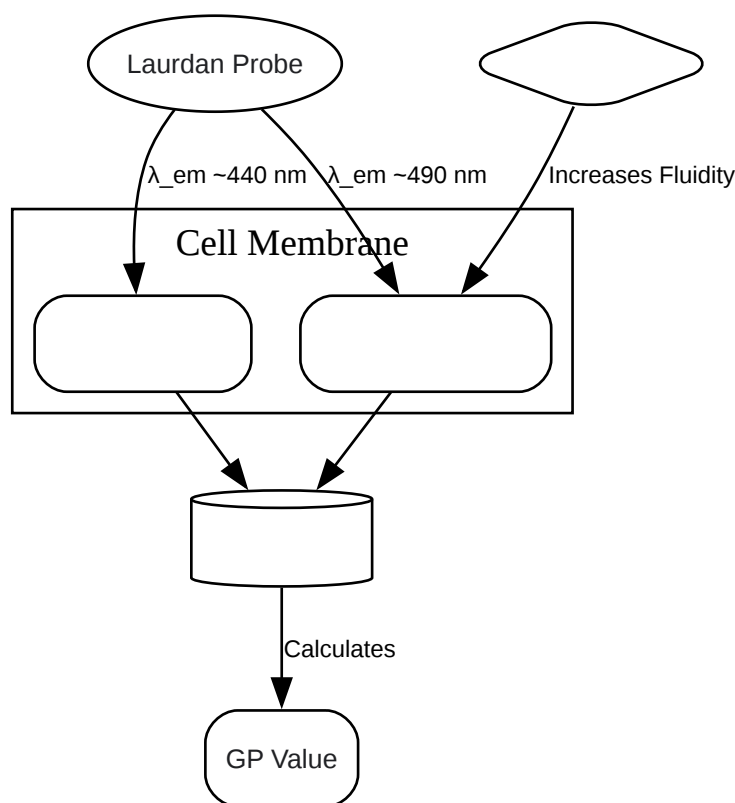 Laurdan Probe
λ_em ~440 nm
λ_em ~490 nm
Increases Fluidity
Cell Membrane
Calculates
GP Value